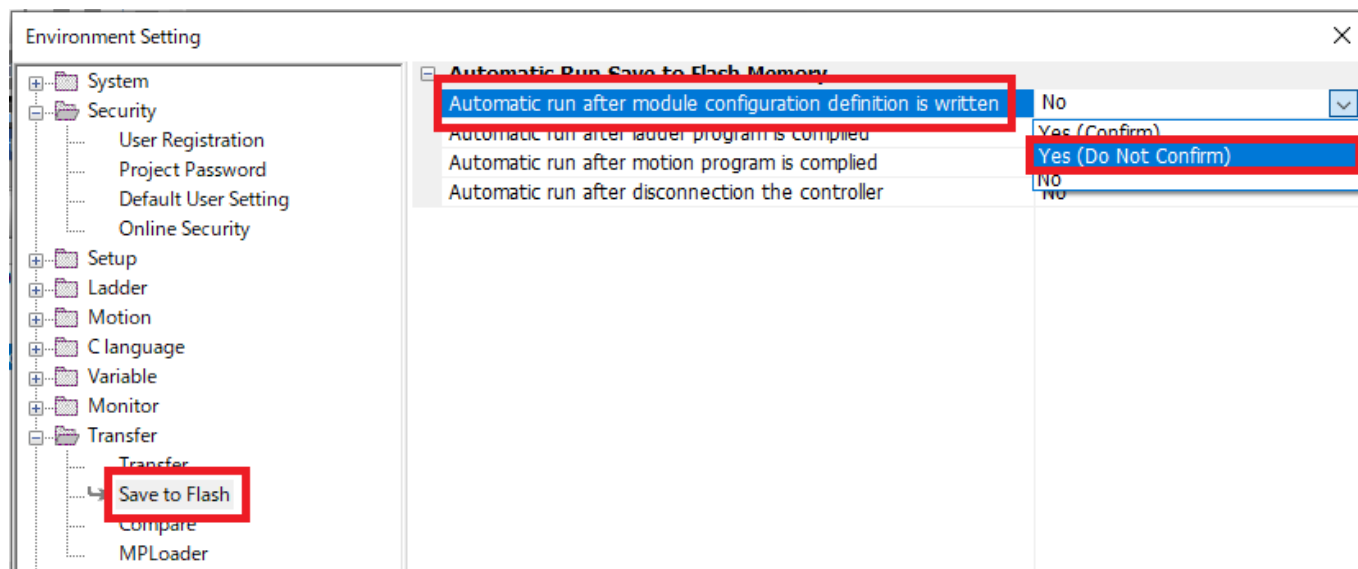 Environment Setting
System
Security
User Registration
Project Password
Default User Setting
Online Security
Setup
Ladder
Motion
C language
Variable
Monitor
Transfer
Transfer
Save to Flash
Compare
MPLoader
Automatic Run Save to Flash Memory
Automatic run after module configuration definition is written No
Automatic run after ladder program is complied
Automatic run after motion program is complied
Automatic run after disconnection the controller No
Yes (Confirm)
Yes (Do Not Confirm)
No